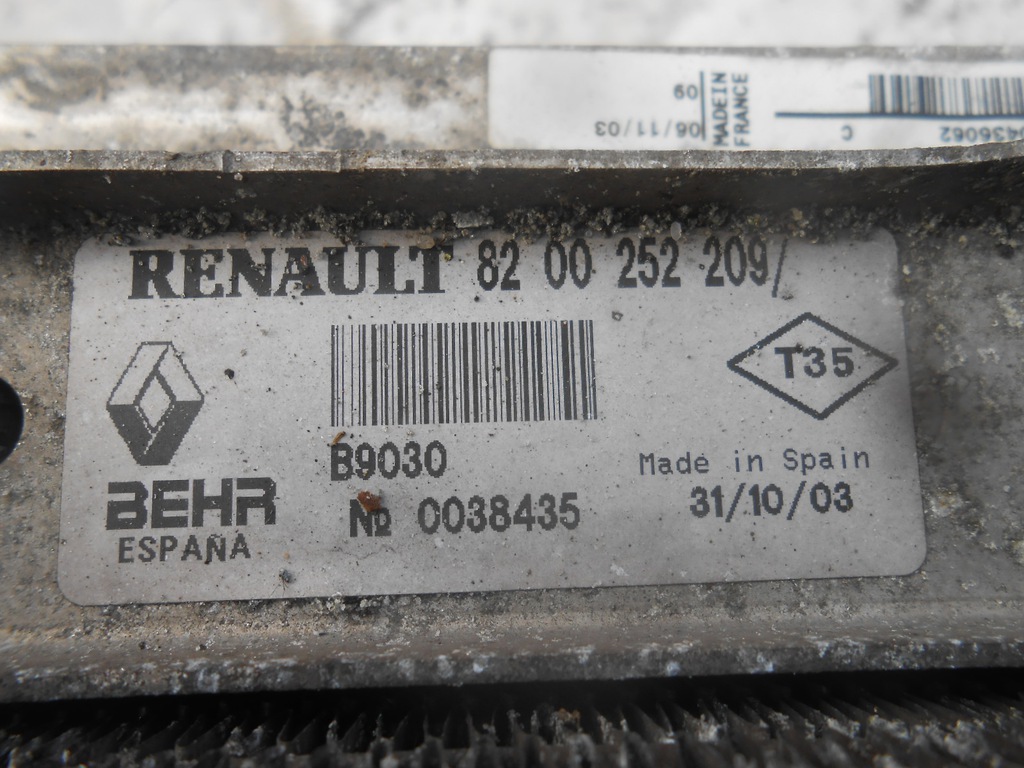 MADE IN
FRANCE
09
06/11/03
C
RENAULT 82 00 252 209/
T35
B9030
Made in Spain
31/10/03
BEHR
ESPAÑA
№ 0038435